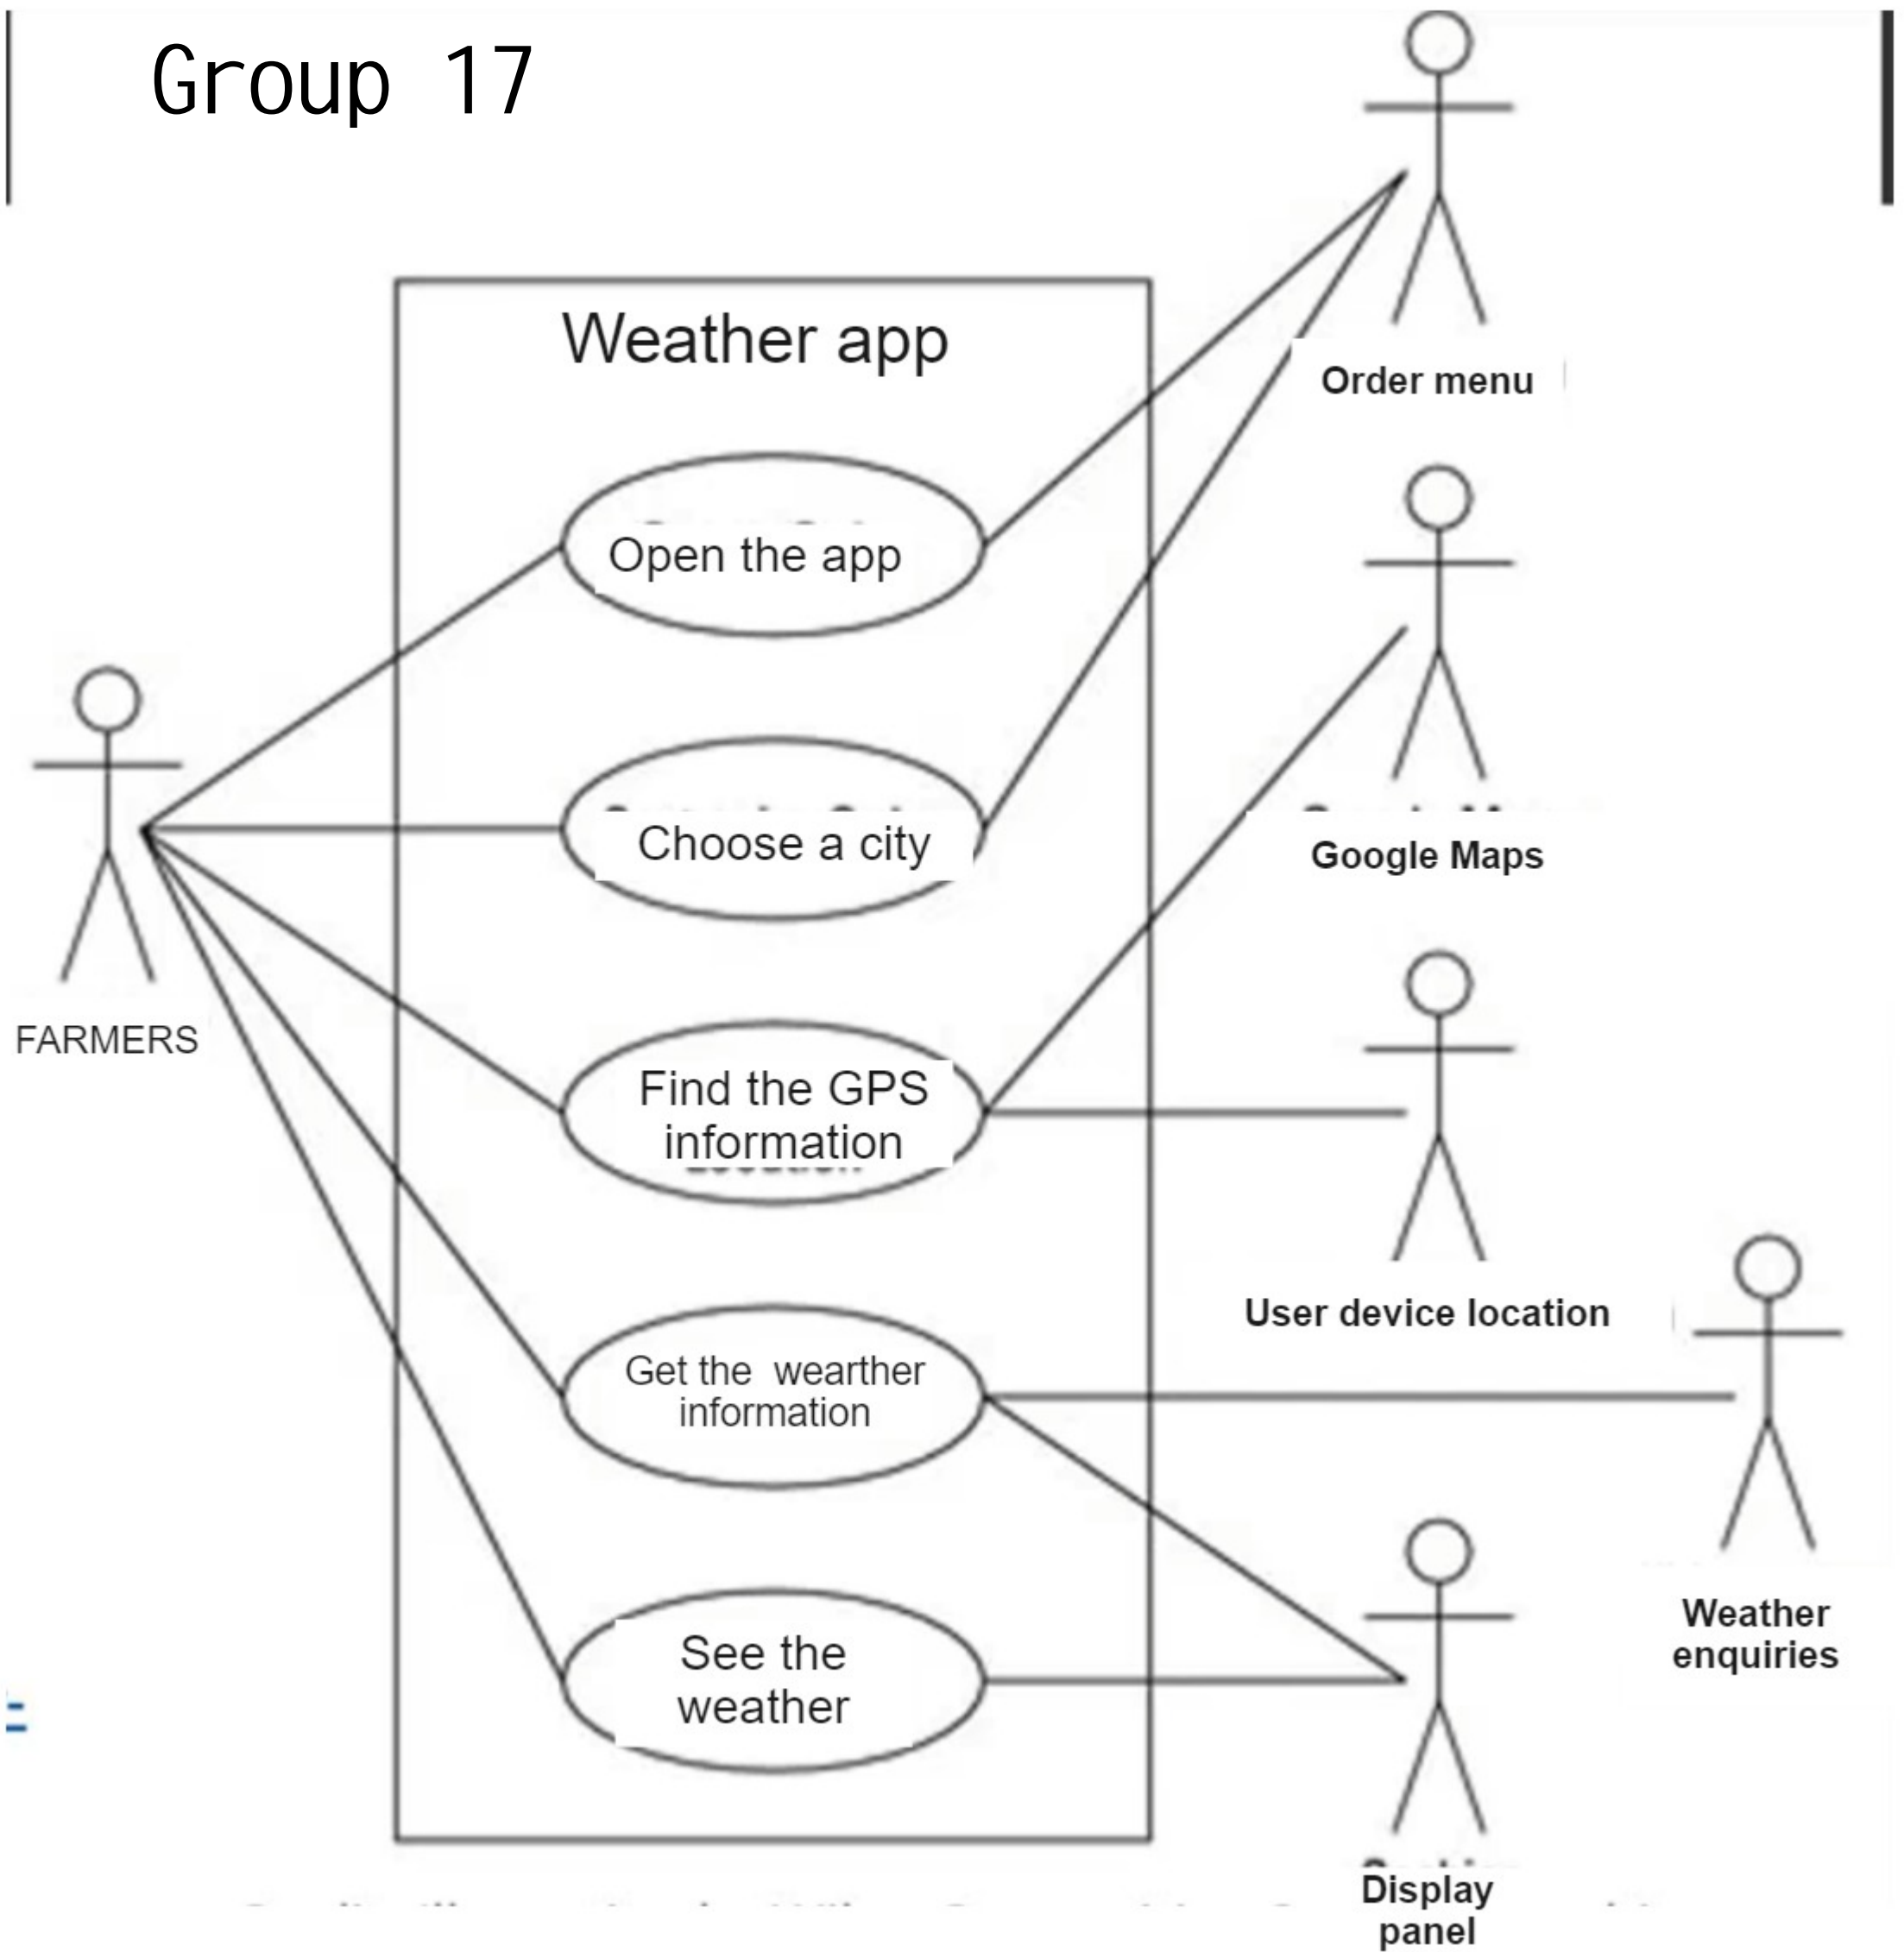 Group 17
Weather app
Order menu
Open the app
Google Maps
Choose a city
FARMERS
Find the GPS
information
User device location
Get the  wearther
information
Weather
enquiries
See the
weather
Display
panel